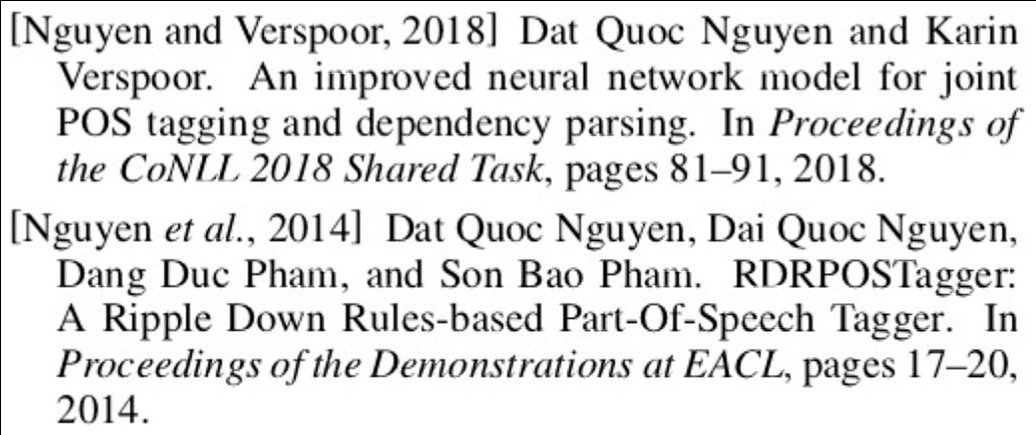 [Nguyen and Verspoor, 2018] Dat Quoc Nguyen and Karin
Verspoor. An improved neural network model for joint
POS tagging and dependency parsing. In Proceedings of
the CoNLL 2018 Shared Task, pages 81–91, 2018.
[Nguyen et al., 2014] Dat Quoc Nguyen, Dai Quoc Nguyen,
Dang Duc Pham, and Son Bao Pham. RDRPOSTagger:
A Ripple Down Rules-based Part-Of-Speech Tagger. In
Proceedings of the Demonstrations at EACL, pages 17–20,
2014.